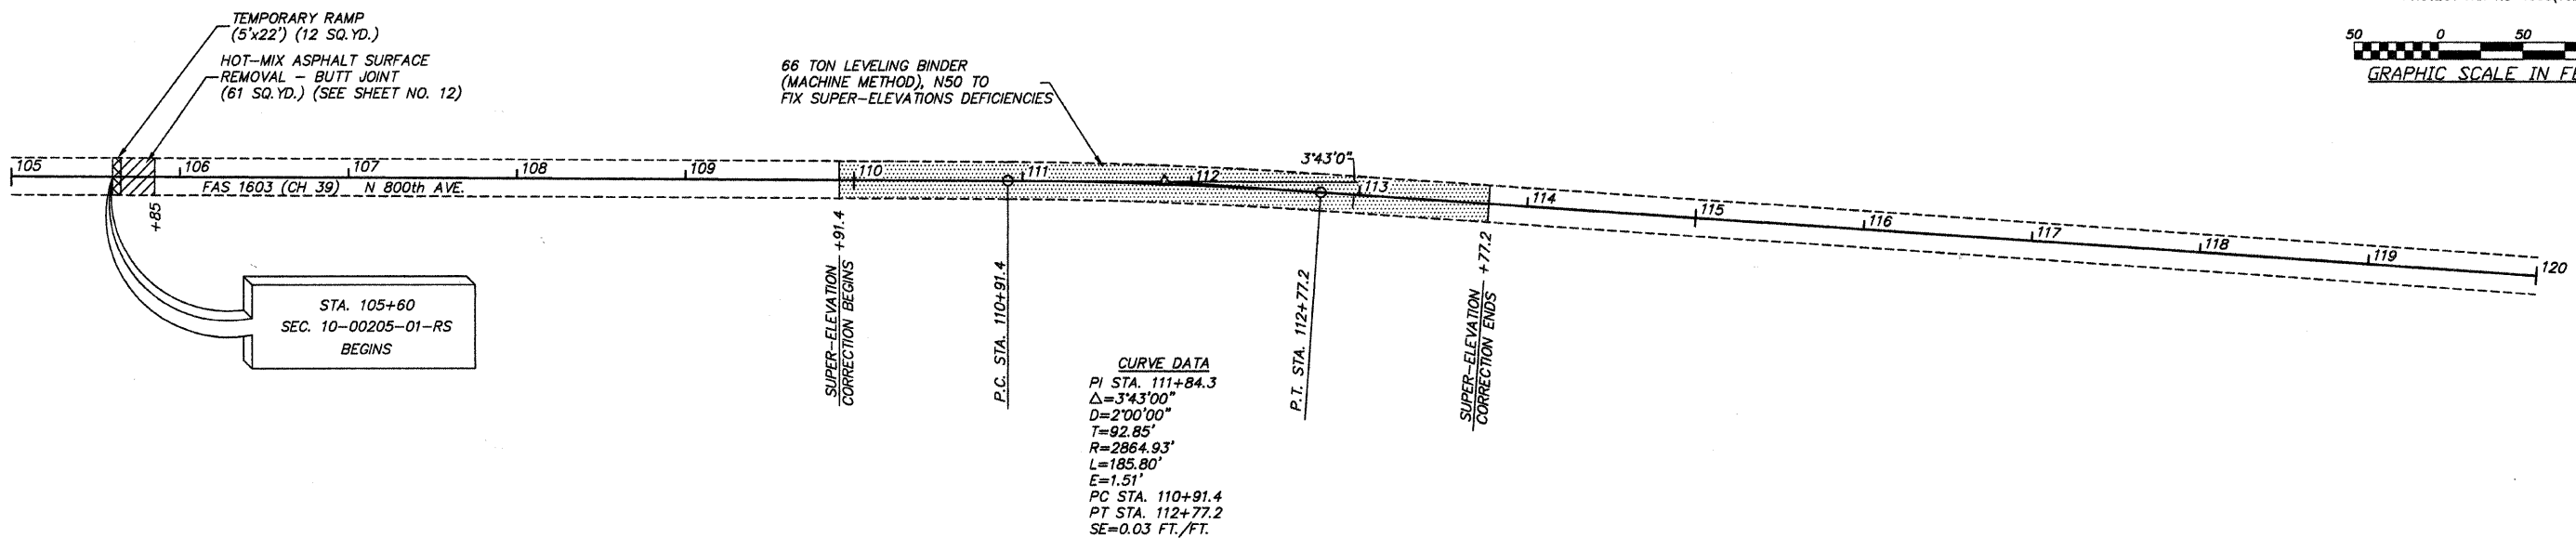 TEMPORARY RAMP
(5'x22') (12 SQ.YD.)
HOT-MIX ASPHALT SURFACE
REMOVAL - BUTT JOINT
(61 SQ.YD.) (SEE SHEET NO. 12)
66 TON LEVELING BINDER
(MACHINE METHOD), N50 TO
FIX SUPER-ELEVATIONS DEFICIENCIES
50 0 50
GRAPHIC SCALE IN
3°43'0"
105 106 107 108 109 110 111 112 113 114 115 116 117 118 119 120
FAS 1603 (CH 39) N 800th AVE.
+85
STA. 105+60
SEC. 10-00205-01-RS
BEGINS
SUPER-ELEVATION +91.4
CORRECTION BEGINS
P.C. STA. 110+91.4
P.T. STA. 112+77.2
SUPER-ELEVATION +77.2
CORRECTION ENDS
CURVE DATA
PI STA. 111+84.3
△=3°43'00"
D=2°00'00"
T=92.85'
R=2864.93'
L=185.80'
E=1.51'
PC STA. 110+91.4
PT STA. 112+77.2
SE=0.03 FT./FT.